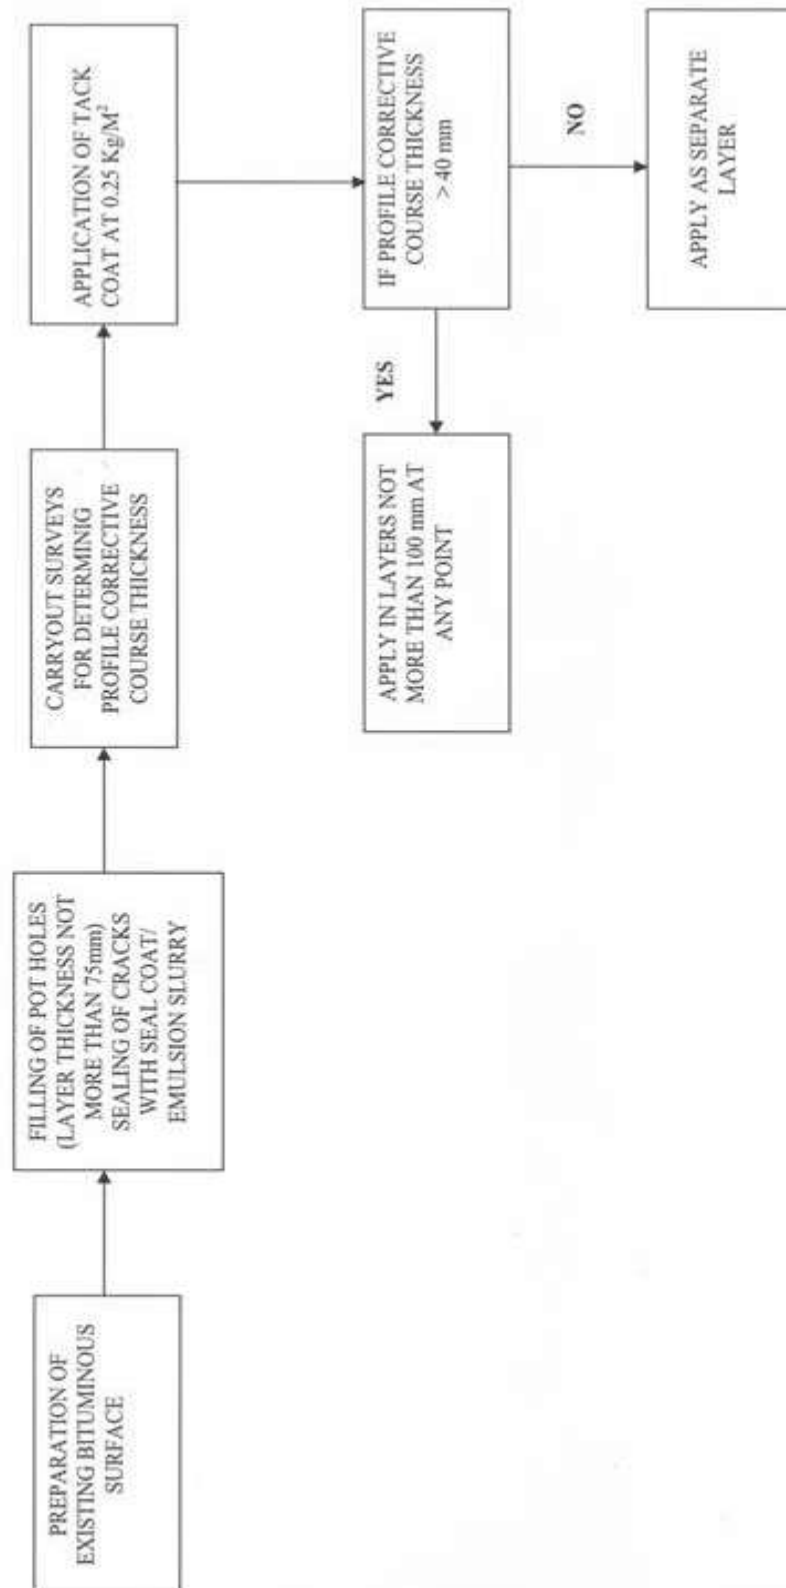 PREPARATION OF
EXISTING BITUMINOUS
SURFACE
FILLING OF POT HOLES
(LAYER THICKNESS NOT
MORE THAN 75mm)
SEALING OF CRACKS
WITH SEAL COAT/
EMULSION SLURRY
CARRYOUT SURVEYS
FOR DETERMINIG
PROFILE CORRECTIVE
COURSE THICKNESS
APPLICATION OF TACK
COAT AT 0.25 Kg/M²
IF PROFILE CORRECTIVE
COURSE THICKNESS
> 40 mm
YES
APPLY IN LAYERS NOT
MORE THAN 100 mm AT
ANY POINT
NO
APPLY AS SEPARATE
LAYER